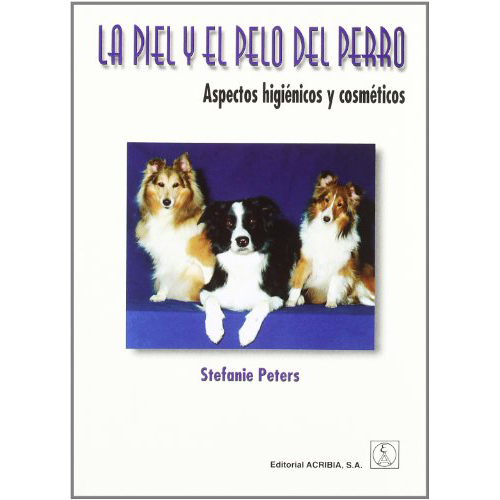 LA PIEL Y EL PELO DEL PERRO
Aspectos higiénicos y cosméticos
Stefanie Peters
Editorial ACRIBIA, S.A.